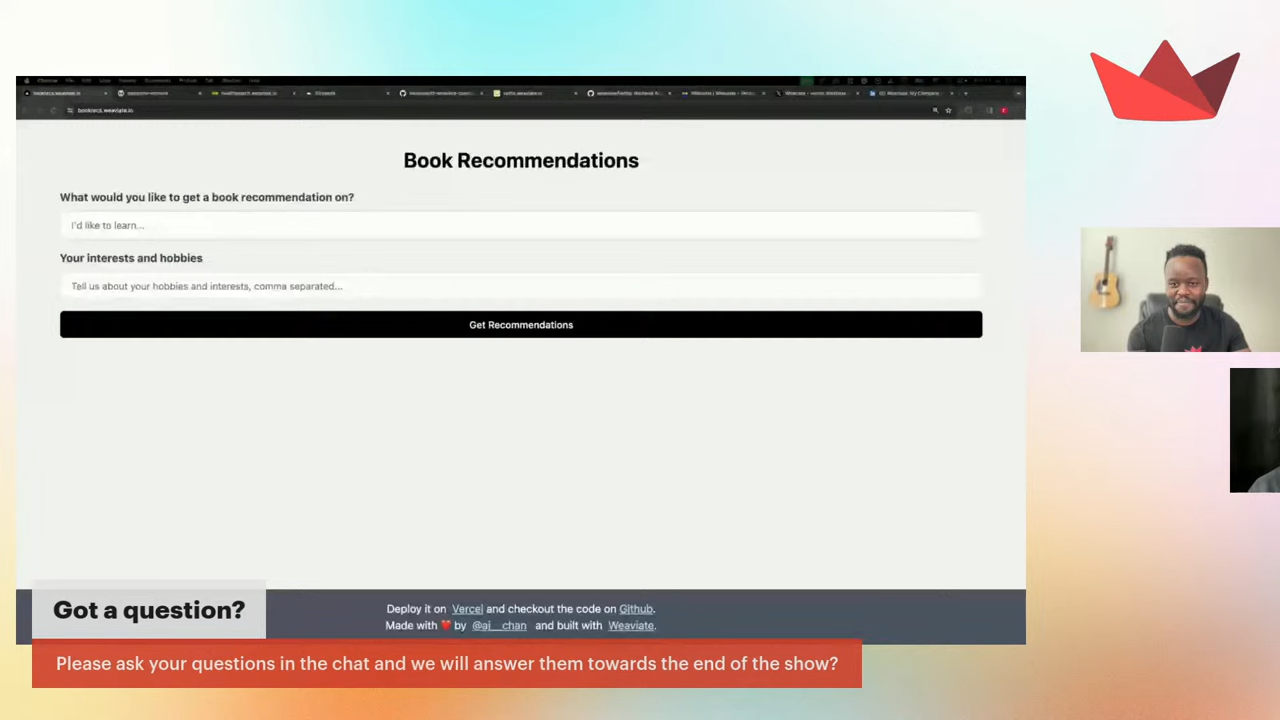 bookrecs.weaviate.io
Book Recommendations
What would you like to get a book recommendation on?
I'd like to learn...
Your interests and hobbies
Tell us about your hobbies and interests, comma separated...
Get Recommendations
Deploy it on Vercel and checkout the code on Github.
Made with ❤️ by @aj__chan and built with Weaviate.
Got a question?
Please ask your questions in the chat and we will answer them towards the end of the show?